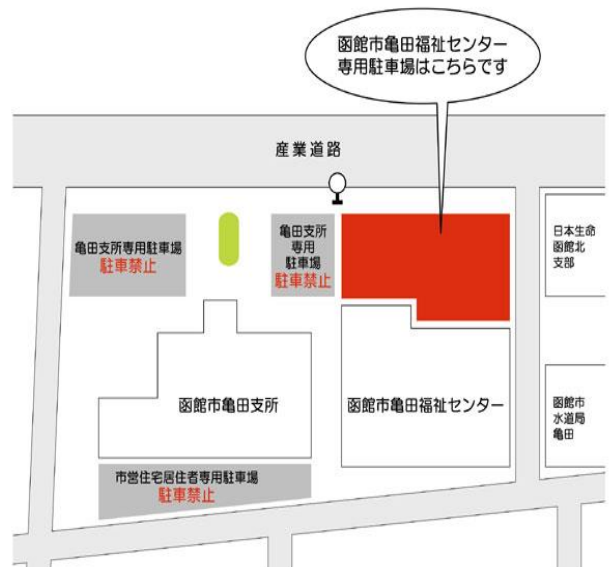 函館市亀田福祉センター
専用駐車場はこちらです
産業道路
亀田支所専用駐車場
駐車禁止
亀田支所
専用
駐車場
駐車禁止
日本生命
函館北
支部
函館市亀田支所
函館市亀田福祉センター
函館市
水道局
亀田
市営住宅居住者専用駐車場
駐車禁止